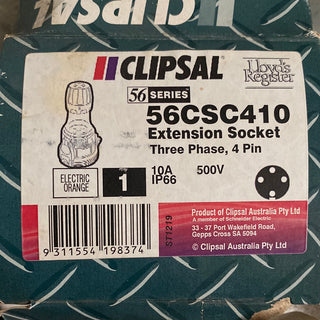 CLIPSAL
CLIPSAL
Lloyd's
Register
56 SERIES
56CSC410
Extension Socket
Three Phase, 4 Pin
10A 500V
IP66
ELECTRIC
ORANGE
1
9 311554 198374
ST1219
Product of Clipsal Australia Pty Ltd
A member of Schneider Electric
33 - 37 Port Wakefield Road,
Gepps Cross SA 5094
© Clipsal Australia Pty Ltd